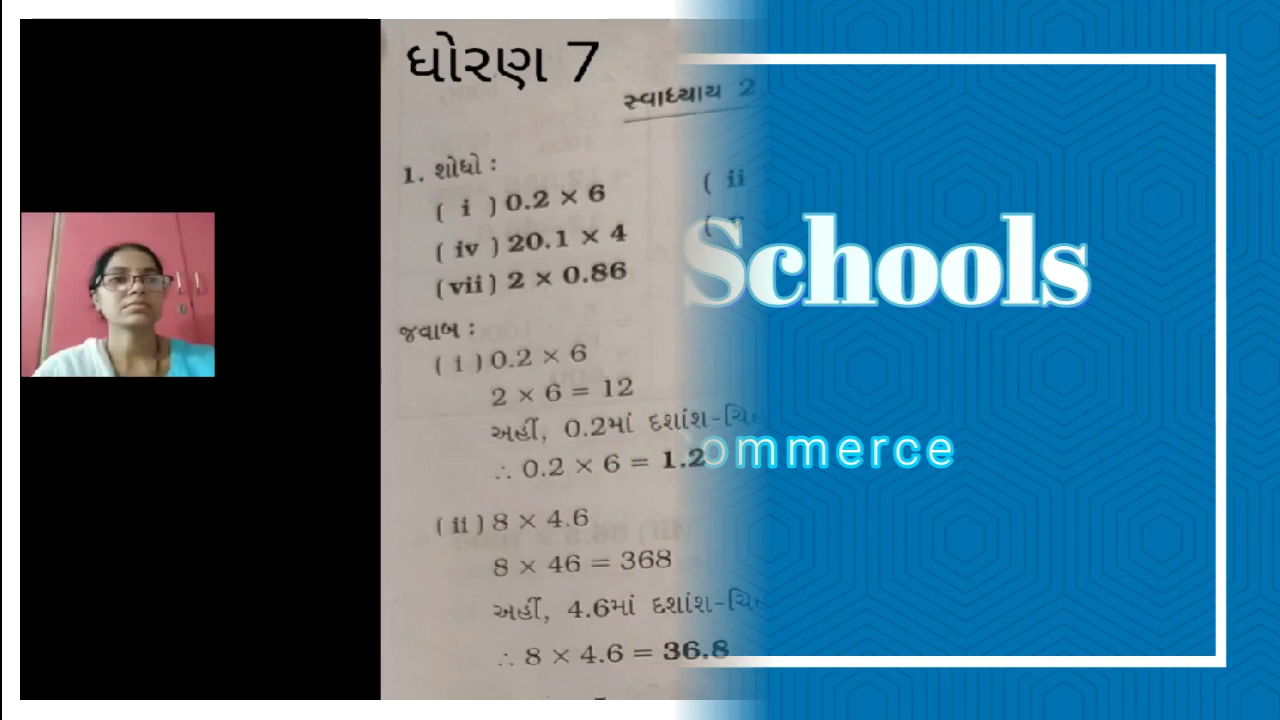 ધોરણ 7
સ્વાધ્યાય 2
1. શોધો :
( i ) 0.2 × 6
( ii
( iv ) 20.1 × 4
(vii) 2 × 0.86
જવાબ :
( i ) 0.2 × 6
2 × 6 = 12
અહીં, 0.2માં દશાંશ-ચિહ
∴ 0.2 × 6 = 1.2
( ii ) 8 × 4.6
8 × 46 = 368
અહીં, 4.6માં દશાંશ-ચિહ
∴ 8 × 4.6 = 36.8
Schools
ommerce